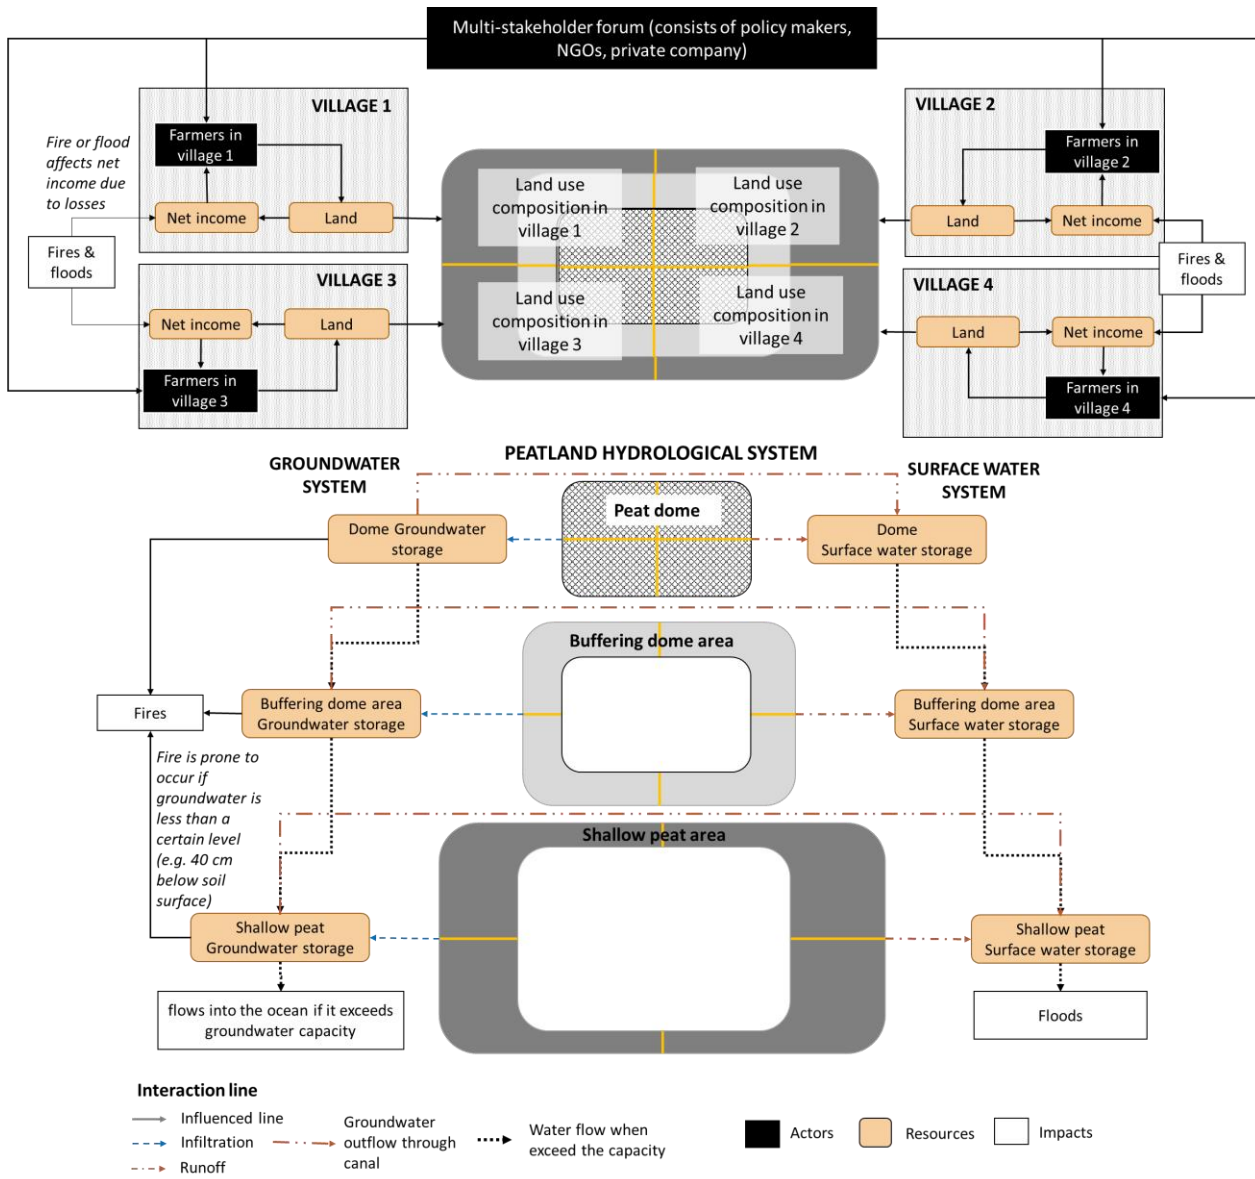 Multi-stakeholder forum (consists of policy makers,
NGOs, private company)
VILLAGE 1
Farmers in
village 1
Net income
Land
Fire or flood
affects net
income due
to losses
Fires &
floods
VILLAGE 3
Net income
Land
Farmers in
village 3
Land use
composition in
village 1
Land use
composition in
village 2
Land use
composition in
village 3
Land use
composition in
village 4
VILLAGE 2
Farmers in
village 2
Land
Net income
Fires &
floods
VILLAGE 4
Land
Net income
Farmers in
village 4
PEATLAND HYDROLOGICAL SYSTEM
GROUNDWATER
SYSTEM
SURFACE WATER
SYSTEM
Dome Groundwater
storage
Peat dome
Dome
Surface water storage
Buffering dome area
Fires
Buffering dome area
Groundwater storage
Buffering dome area
Surface water storage
Fire is prone to
occur if
groundwater is
less than a
certain level
(e.g. 40 cm
below soil
surface)
Shallow peat area
Shallow peat
Groundwater storage
Shallow peat
Surface water storage
flows into the ocean if it exceeds
groundwater capacity
Floods
Interaction line
Influenced line
Infiltration
Runoff
Groundwater
outflow through
canal
Water flow when
exceed the capacity
Actors
Resources
Impacts